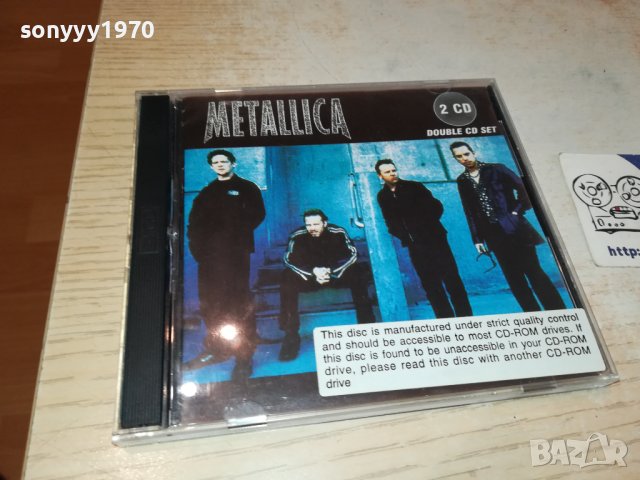 sonyyy1970
METALLICA
2 CD
DOUBLE CD SET
This disc is manufactured under strict quality control
and should be accessible to most CD-ROM drives. If
this disc is found to be unaccessible in your CD-ROM
drive, please read this disc with another CD-ROM
drive
http:
BAZAR